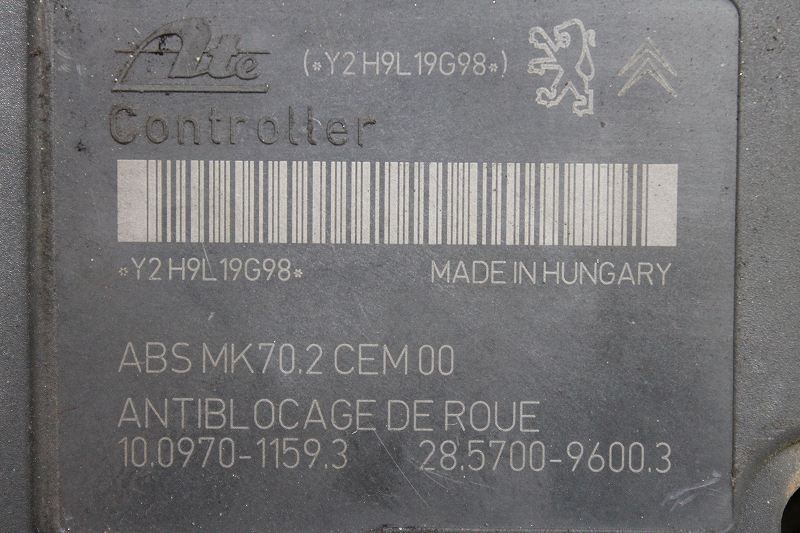 Ate (*Y2 H9L19G98*)
Controller
*Y2 H9L19G98* MADE IN HUNGARY
ABS MK70.2 CEM 00
ANTIBLOCAGE DE ROUE
10.0970-1159.3 28.5700-9600.3